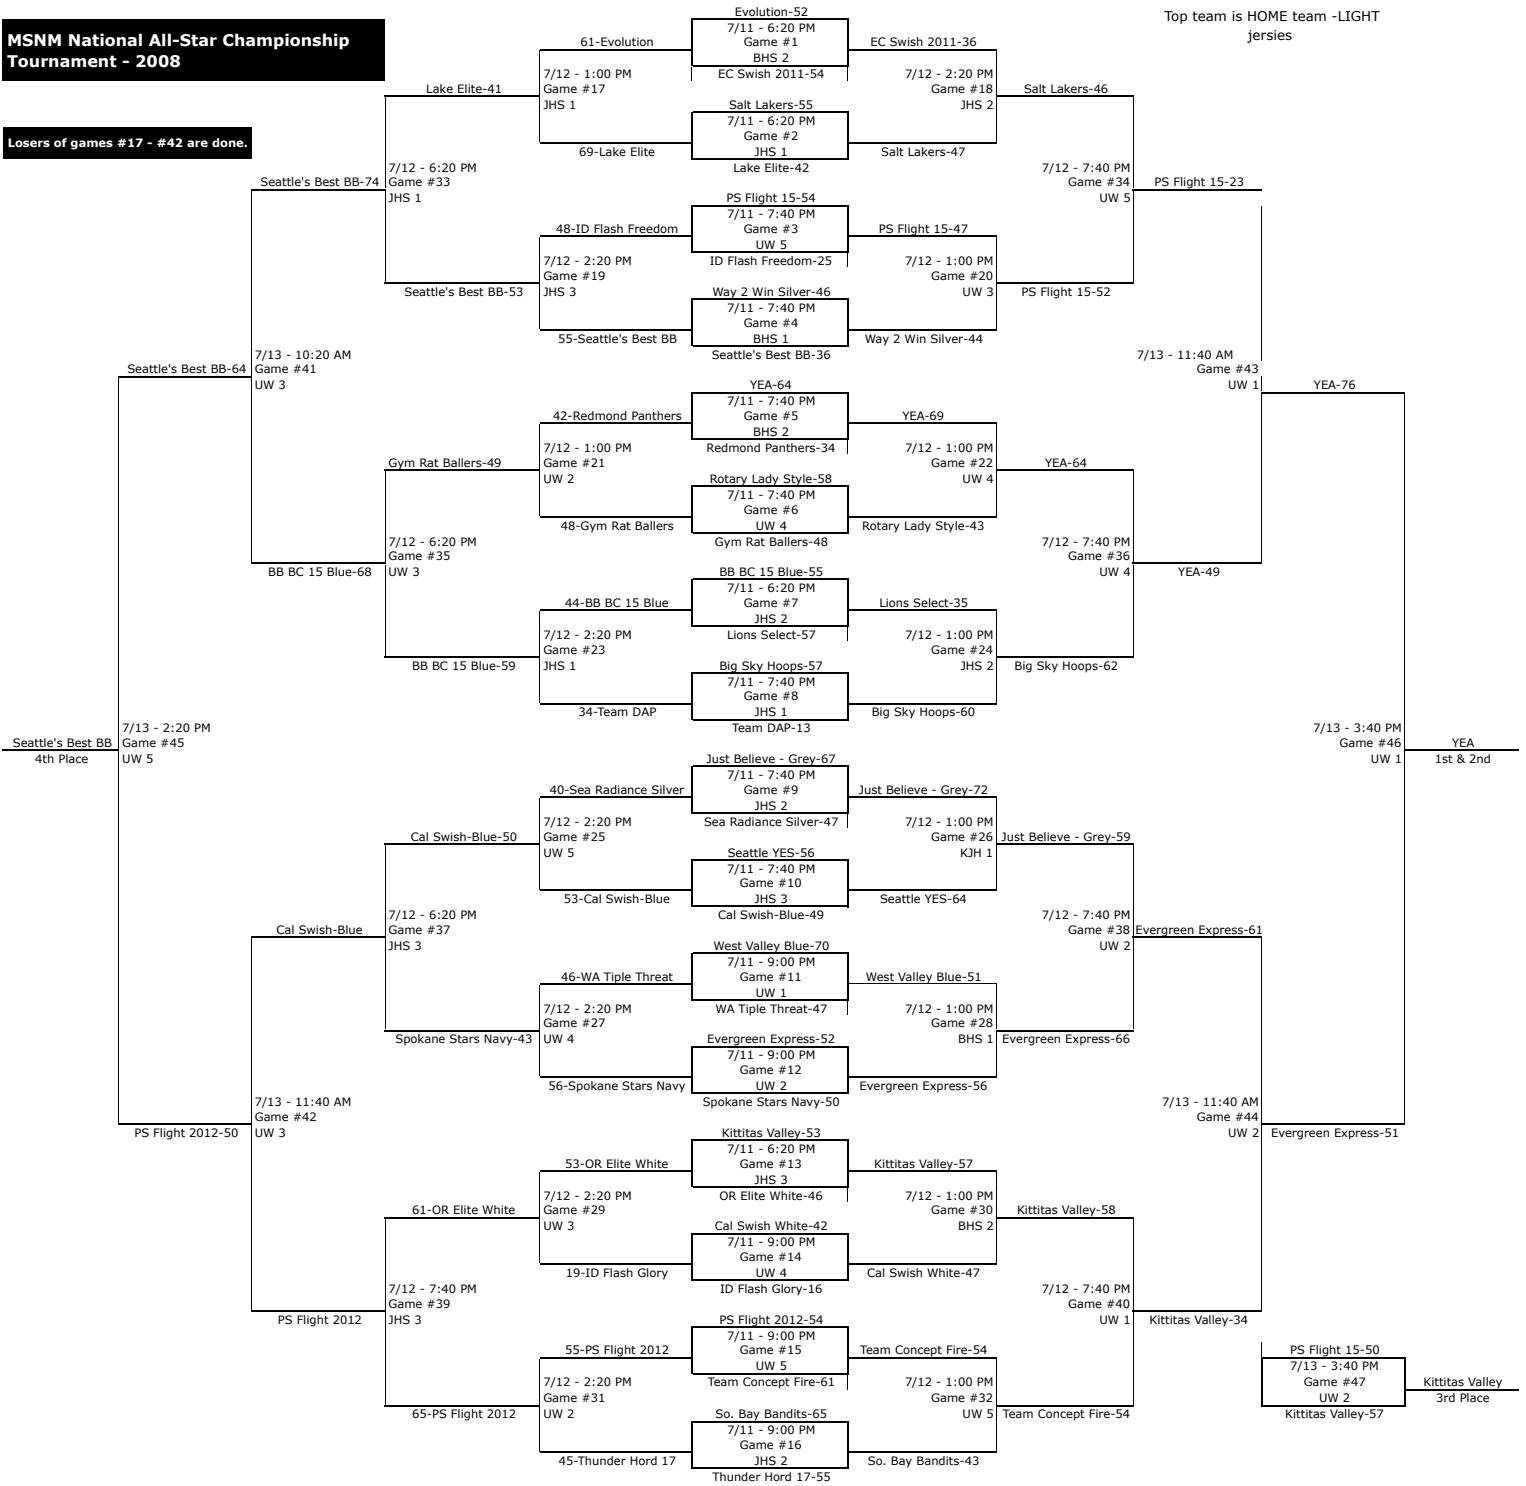 Evolution-52
Top team is HOME team -LIGHT
jersies
MSNM National All-Star Championship
Tournament - 2008
7/11 - 6:20 PM
61-Evolution
Game #1
EC Swish 2011-36
BHS 2
EC Swish 2011-54
7/12 - 1:00 PM
Game #17
JHS 1
7/12 - 2:20 PM
Game #18
JHS 2
Lake Elite-41
Salt Lakers-46
Salt Lakers-55
7/11 - 6:20 PM
Game #2
JHS 1
Lake Elite-42
Losers of games #17 - #42 are done.
69-Lake Elite
Salt Lakers-47
7/12 - 6:20 PM
Game #33
JHS 1
7/12 - 7:40 PM
Game #34
UW 5
Seattle's Best BB-74
PS Flight 15-23
PS Flight 15-54
7/11 - 7:40 PM
Game #3
UW 5
ID Flash Freedom-25
48-ID Flash Freedom
PS Flight 15-47
7/12 - 2:20 PM
Game #19
JHS 3
7/12 - 1:00 PM
Game #20
UW 3
Seattle's Best BB-53
PS Flight 15-52
Way 2 Win Silver-46
7/11 - 7:40 PM
Game #4
BHS 1
Seattle's Best BB-36
55-Seattle's Best BB
Way 2 Win Silver-44
7/13 - 10:20 AM
Game #41
UW 3
7/13 - 11:40 AM
Game #43
UW 1
Seattle's Best BB-64
YEA-76
YEA-64
7/11 - 7:40 PM
Game #5
BHS 2
Redmond Panthers-34
42-Redmond Panthers
YEA-69
7/12 - 1:00 PM
Game #21
UW 2
7/12 - 1:00 PM
Game #22
UW 4
Gym Rat Ballers-49
YEA-64
Rotary Lady Style-58
7/11 - 7:40 PM
Game #6
UW 4
Gym Rat Ballers-48
48-Gym Rat Ballers
Rotary Lady Style-43
7/12 - 6:20 PM
Game #35
UW 3
7/12 - 7:40 PM
Game #36
UW 4
BB BC 15 Blue-68
YEA-49
BB BC 15 Blue-55
7/11 - 6:20 PM
Game #7
JHS 2
Lions Select-57
44-BB BC 15 Blue
Lions Select-35
7/12 - 2:20 PM
Game #23
JHS 1
7/12 - 1:00 PM
Game #24
JHS 2
BB BC 15 Blue-59
Big Sky Hoops-62
Big Sky Hoops-57
7/11 - 7:40 PM
Game #8
JHS 1
Team DAP-13
34-Team DAP
Big Sky Hoops-60
7/13 - 2:20 PM
Game #45
UW 5
7/13 - 3:40 PM
Game #46
UW 1
Seattle's Best BB
4th Place
YEA
1st & 2nd
Just Believe - Grey-67
7/11 - 7:40 PM
Game #9
JHS 2
Sea Radiance Silver-47
40-Sea Radiance Silver
Just Believe - Grey-72
7/12 - 2:20 PM
Game #25
UW 5
7/12 - 1:00 PM
Game #26
KJH 1
Cal Swish-Blue-50
Just Believe - Grey-59
Seattle YES-56
7/11 - 7:40 PM
Game #10
JHS 3
Cal Swish-Blue-49
53-Cal Swish-Blue
Seattle YES-64
7/12 - 6:20 PM
Game #37
JHS 3
7/12 - 7:40 PM
Game #38
UW 2
Cal Swish-Blue
Evergreen Express-61
West Valley Blue-70
7/11 - 9:00 PM
Game #11
UW 1
WA Tiple Threat-47
46-WA Tiple Threat
West Valley Blue-51
7/12 - 2:20 PM
Game #27
UW 4
7/12 - 1:00 PM
Game #28
BHS 1
Spokane Stars Navy-43
Evergreen Express-66
Evergreen Express-52
7/11 - 9:00 PM
Game #12
UW 2
Spokane Stars Navy-50
56-Spokane Stars Navy
Evergreen Express-56
7/13 - 11:40 AM
Game #42
UW 3
7/13 - 11:40 AM
Game #44
UW 2
PS Flight 2012-50
Evergreen Express-51
Kittitas Valley-53
7/11 - 6:20 PM
Game #13
JHS 3
OR Elite White-46
53-OR Elite White
Kittitas Valley-57
7/12 - 2:20 PM
Game #29
UW 3
7/12 - 1:00 PM
Game #30
BHS 2
61-OR Elite White
Kittitas Valley-58
Cal Swish White-42
7/11 - 9:00 PM
Game #14
UW 4
ID Flash Glory-16
19-ID Flash Glory
Cal Swish White-47
7/12 - 7:40 PM
Game #39
JHS 3
7/12 - 7:40 PM
Game #40
UW 1
PS Flight 2012
Kittitas Valley-34
PS Flight 2012-54
7/11 - 9:00 PM
Game #15
UW 5
Team Concept Fire-61
55-PS Flight 2012
Team Concept Fire-54
PS Flight 15-50
7/13 - 3:40 PM
Game #47
UW 2
Kittitas Valley-57
Kittitas Valley
3rd Place
7/12 - 2:20 PM
Game #31
UW 2
7/12 - 1:00 PM
Game #32
UW 5
65-PS Flight 2012
Team Concept Fire-54
So. Bay Bandits-65
7/11 - 9:00 PM
Game #16
JHS 2
Thunder Hord 17-55
45-Thunder Hord 17
So. Bay Bandits-43